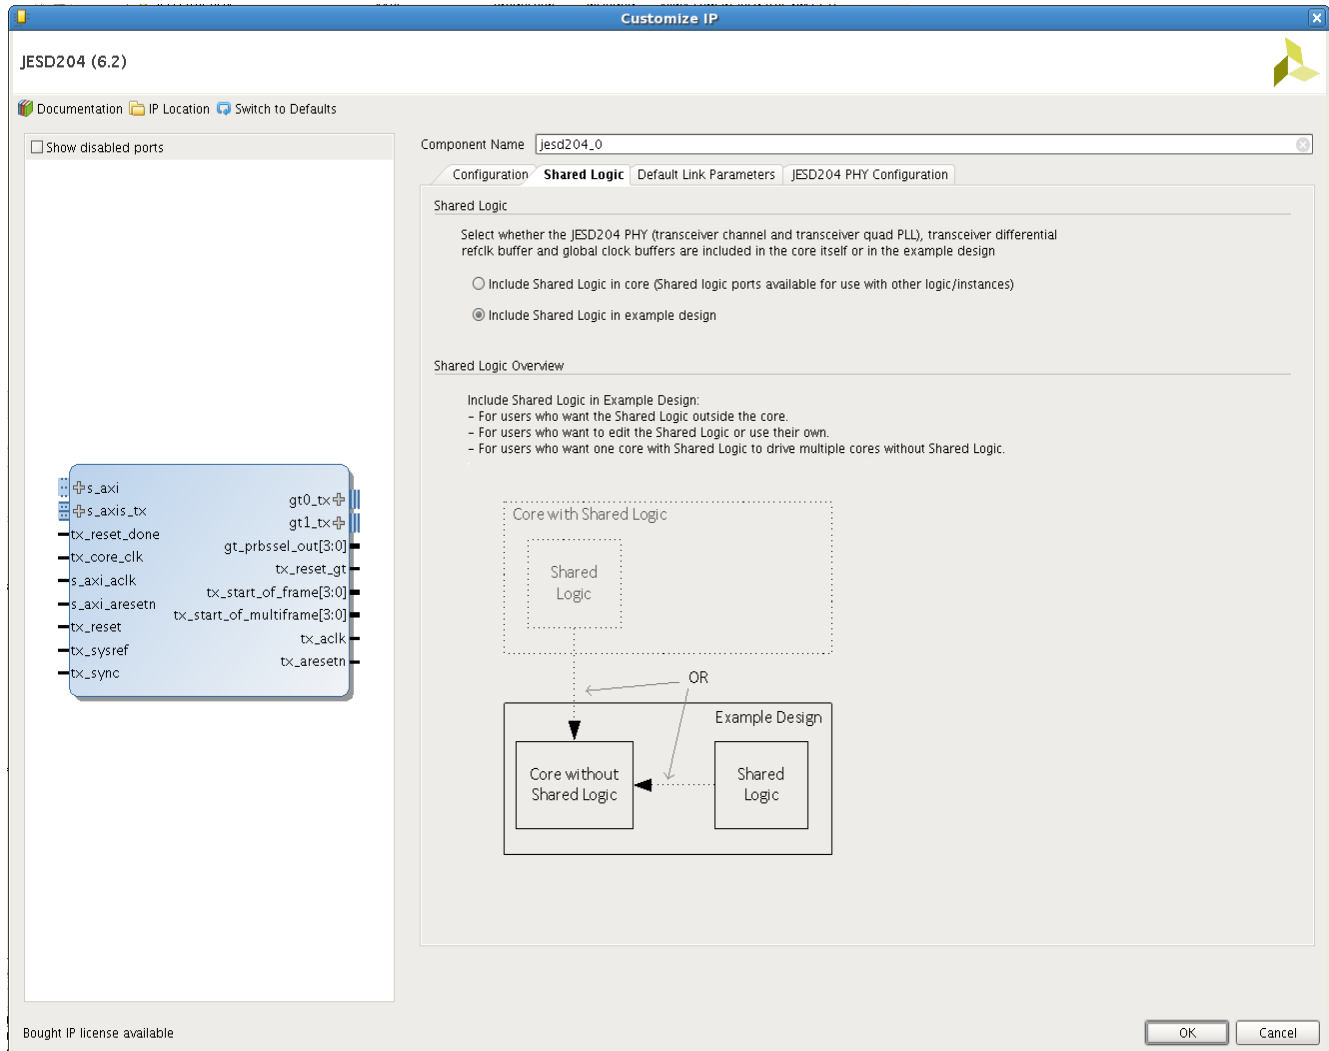 Customize IP
JESD204 (6.2)
Documentation IP Location Switch to Defaults
Show disabled ports
s_axi
s_axis_tx
tx_reset_done
tx_core_clk
s_axi_aclk
s_axi_aresetn
tx_reset
tx_sysref
tx_sync
gt0_tx
gt1_tx
gt_prbssel_out[3:0]
tx_reset_gt
tx_start_of_frame[3:0]
tx_start_of_multiframe[3:0]
tx_aclk
tx_aresetn
Component Name jesd204_0
Configuration Shared Logic Default Link Parameters JESD204 PHY Configuration
Shared Logic
Select whether the JESD204 PHY (transceiver channel and transceiver quad PLL), transceiver differential
refclk buffer and global clock buffers are included in the core itself or in the example design
Include Shared Logic in core (Shared logic ports available for use with other logic/instances)
Include Shared Logic in example design
Shared Logic Overview
Include Shared Logic in Example Design:
– For users who want the Shared Logic outside the core.
– For users who want to edit the Shared Logic or use their own.
– For users who want one core with Shared Logic to drive multiple cores without Shared Logic.
Core with Shared Logic
Shared
Logic
OR
Example Design
Core without
Shared Logic
Shared
Logic
Bought IP license available
OK Cancel